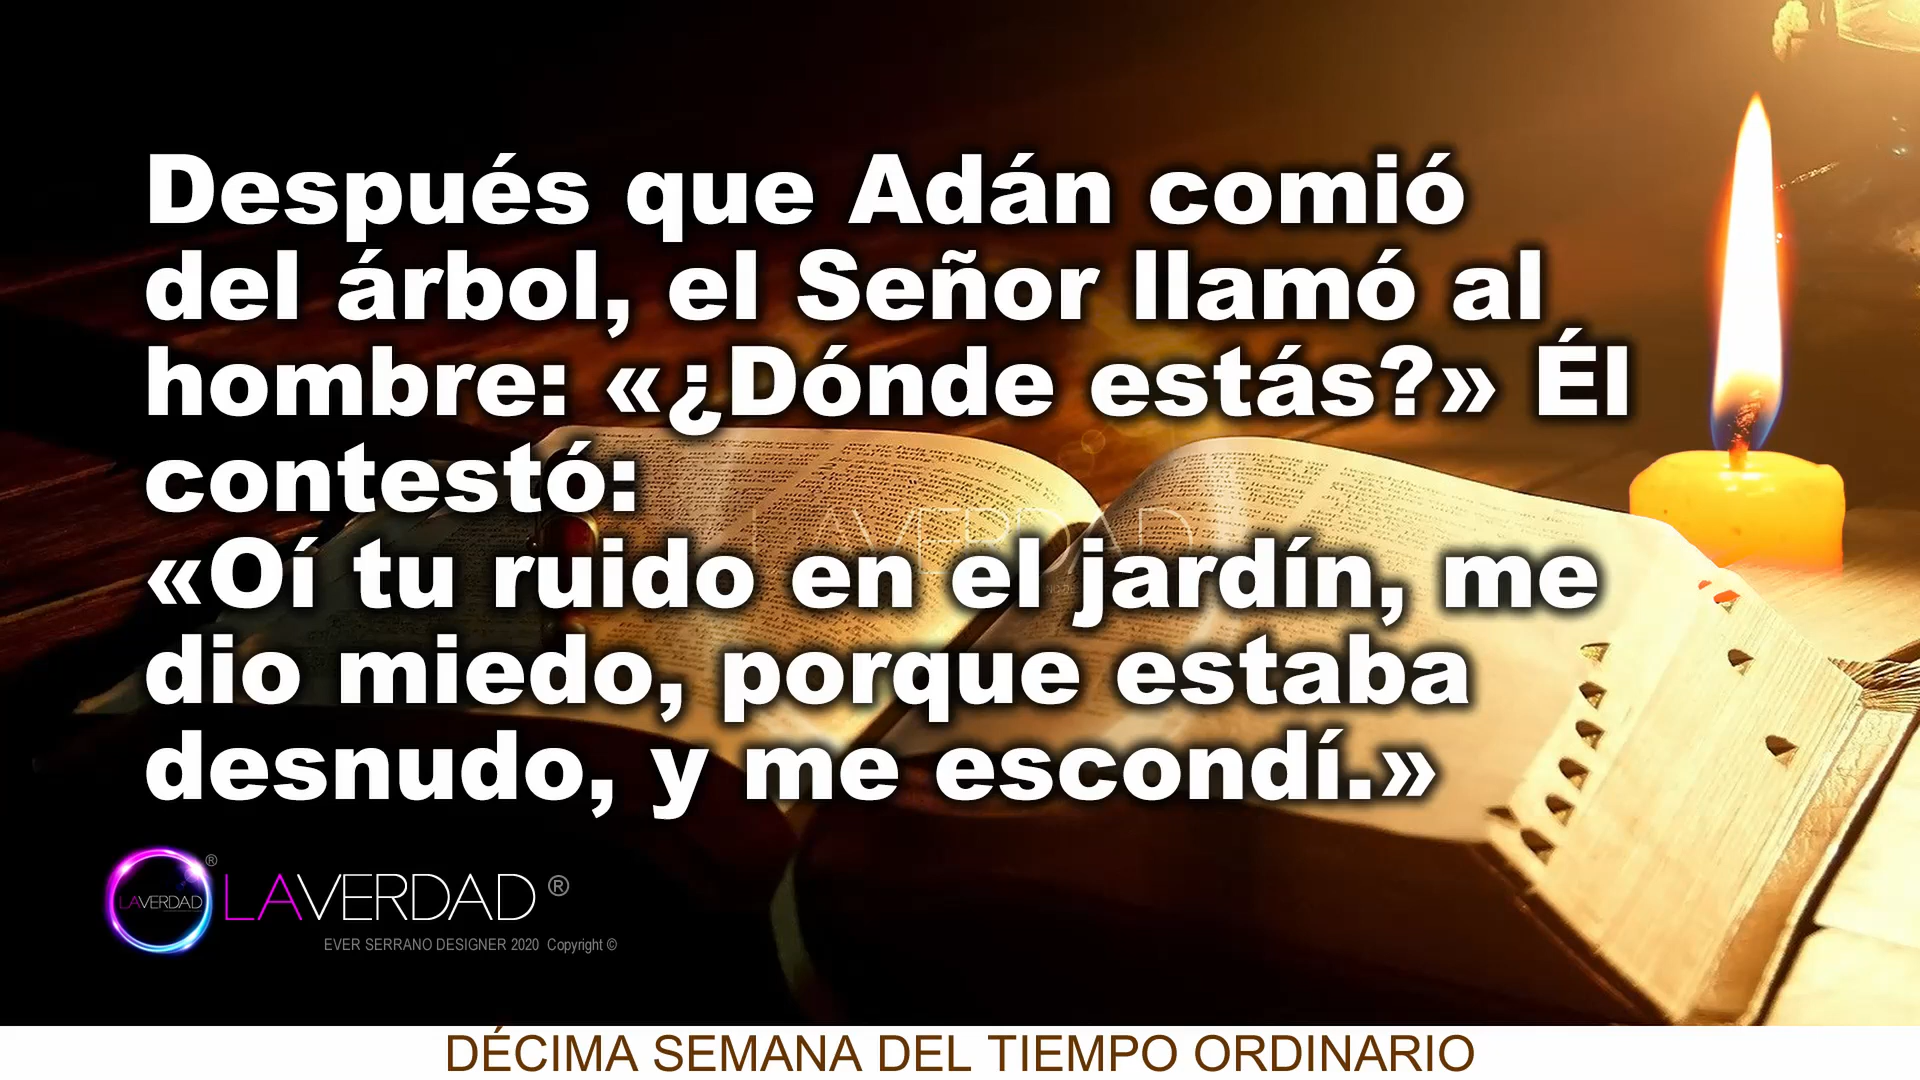 Después que Adán comió
del árbol, el Señor llamó al
hombre: «¿Dónde estás?» Él
contestó:
«Oí tu ruido en el jardín, me
dio miedo, porque estaba
desnudo, y me escondí.»
LAVERDAD
LAVERDAD ®
LAVERDAD ®
EVER SERRANO DESIGNER 2020 Copyright ©
DÉCIMA SEMANA DEL TIEMPO ORDINARIO